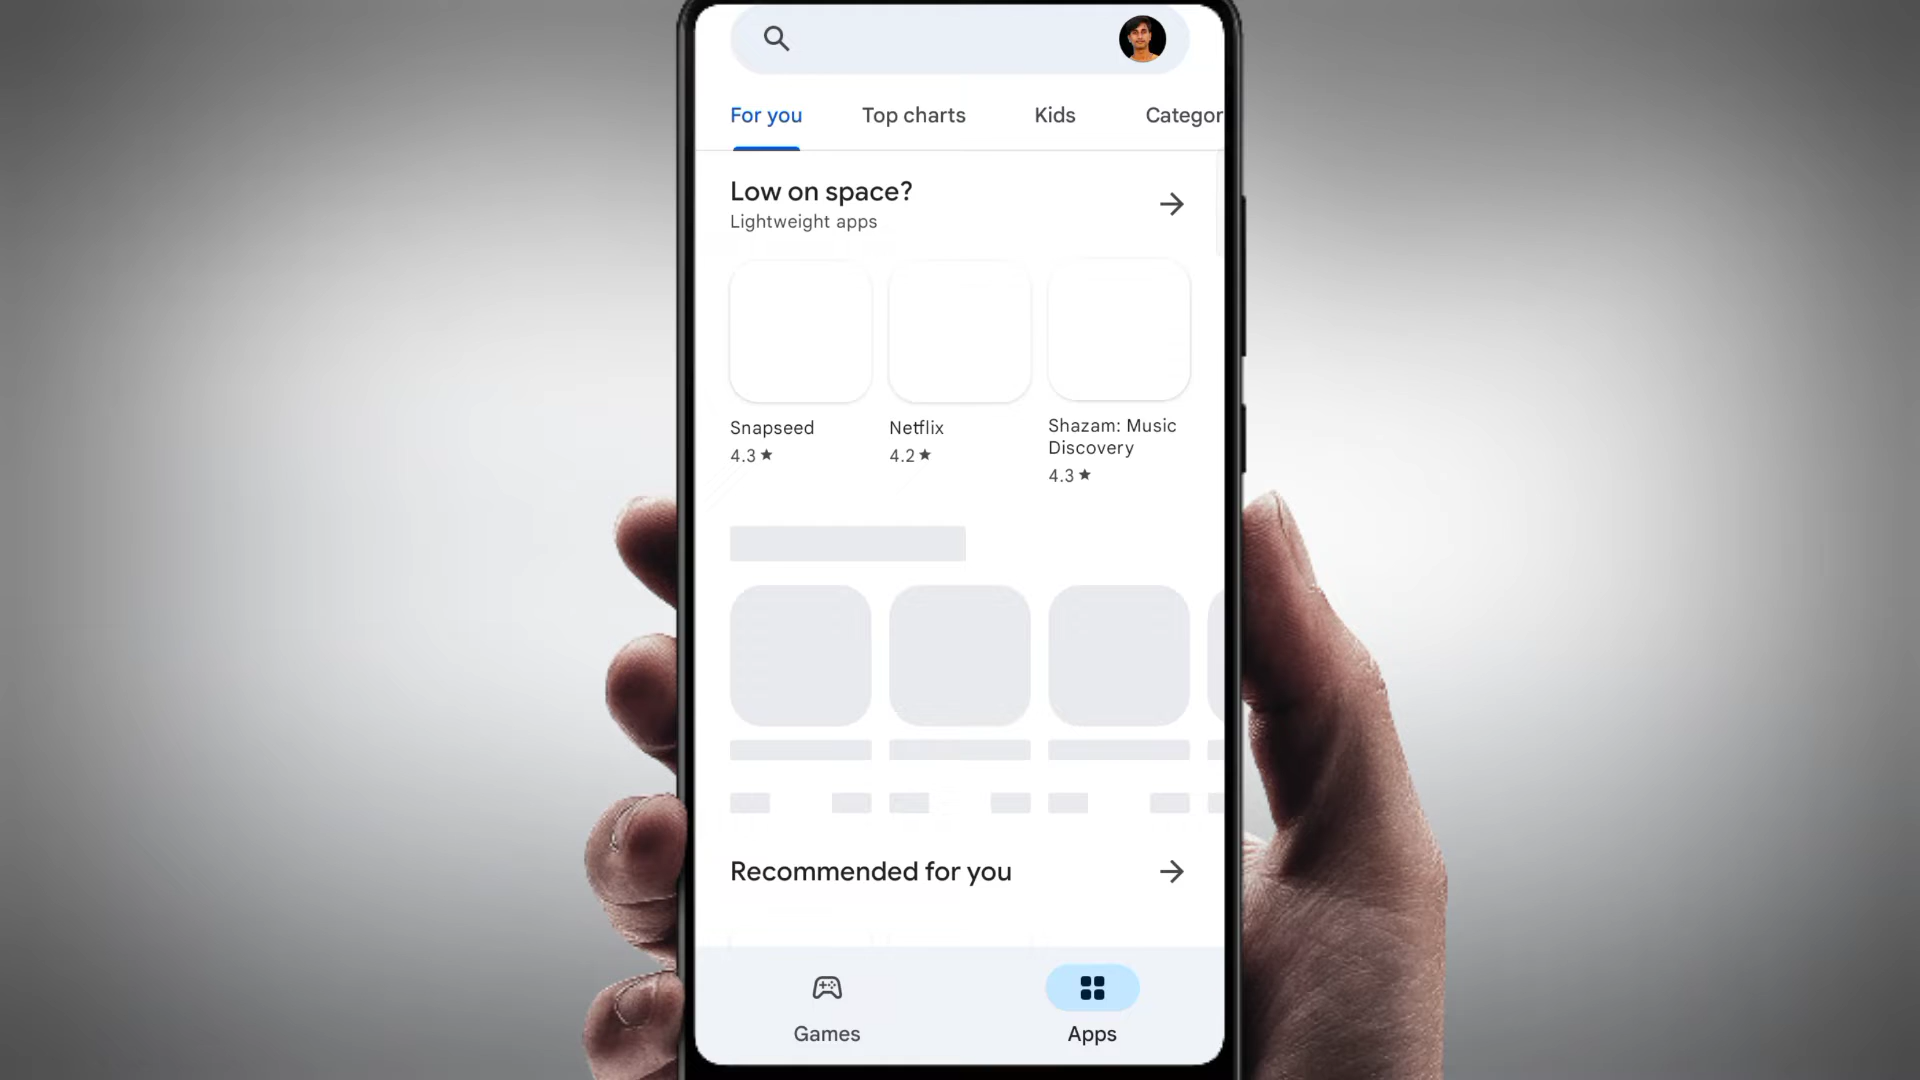 For you Top charts Kids Categor
Low on space?
Lightweight apps
Snapseed Netflix Shazam: Music
Discovery
4.3 ★ 4.2 ★ 4.3 ★
Recommended for you
Games Apps